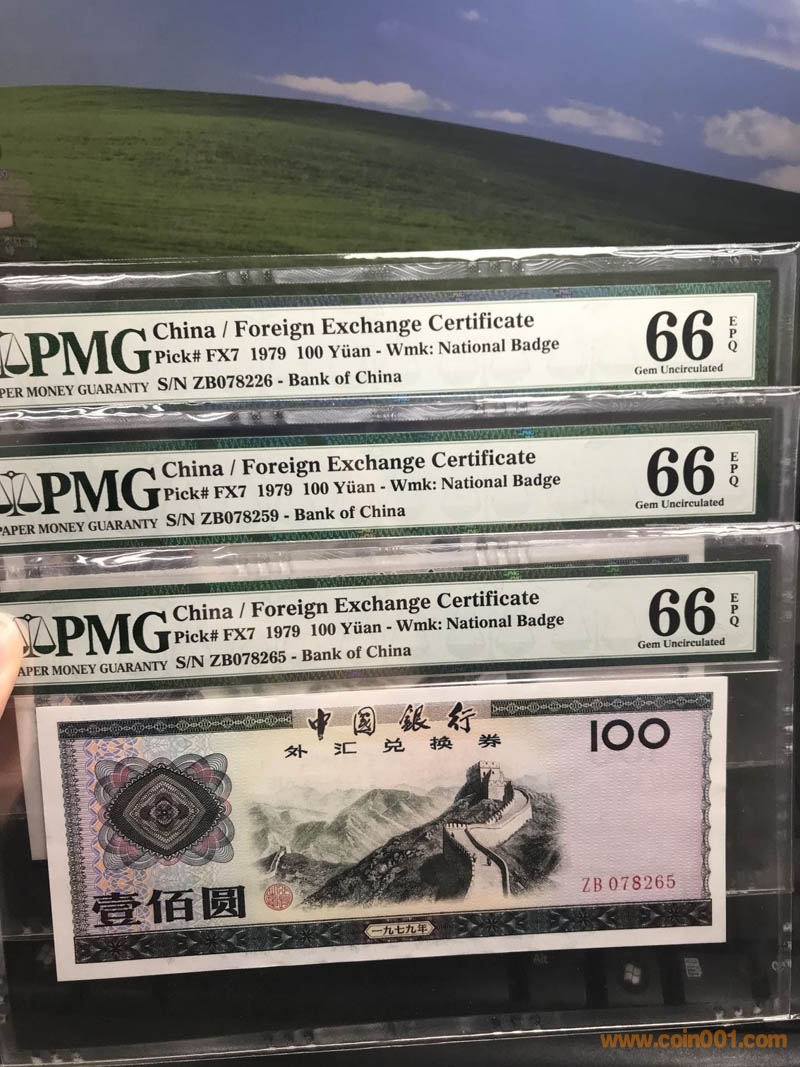 PMG
PAPER MONEY GUARANTY
China / Foreign Exchange Certificate
Pick# FX7 1979 100 Yüan - Wmk: National Badge
S/N ZB078226 - Bank of China
66
EPQ
Gem Uncirculated
PMG
PAPER MONEY GUARANTY
China / Foreign Exchange Certificate
Pick# FX7 1979 100 Yüan - Wmk: National Badge
S/N ZB078259 - Bank of China
66
EPQ
Gem Uncirculated
PMG
PAPER MONEY GUARANTY
China / Foreign Exchange Certificate
Pick# FX7 1979 100 Yüan - Wmk: National Badge
S/N ZB078265 - Bank of China
66
EPQ
Gem Uncirculated
中國銀行
外汇兑换券
100
ZB 078265
壹佰圆
一九七九年
Alt
www.coin001.com